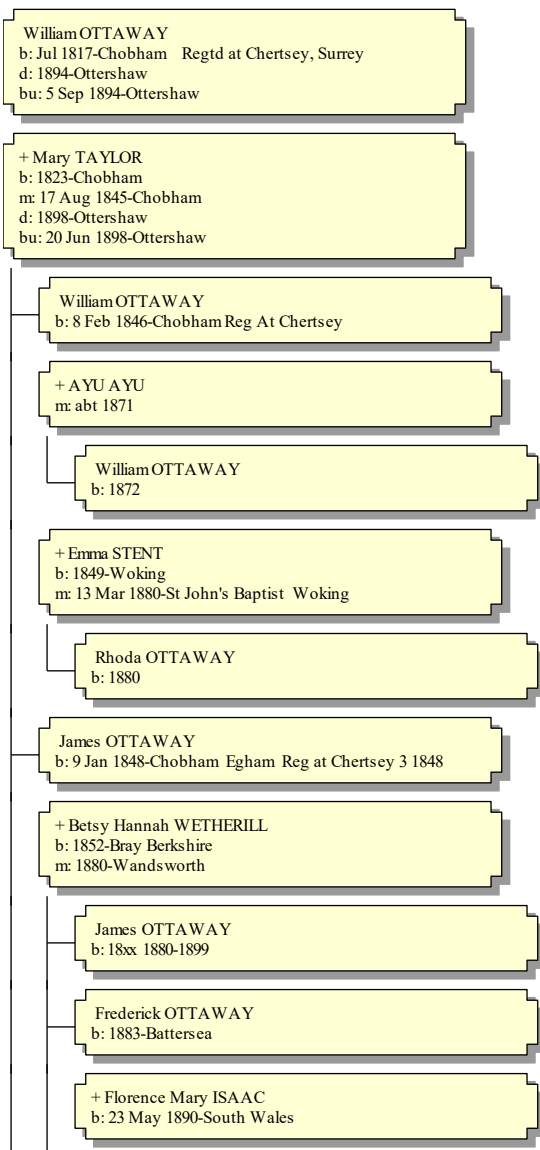 William OTTAWAY
b: Jul 1817-Chobham Regtd at Chertsey, Surrey
d: 1894-Ottershaw
bu: 5 Sep 1894-Ottershaw
+ Mary TAYLOR
b: 1823-Chobham
m: 17 Aug 1845-Chobham
d: 1898-Ottershaw
bu: 20 Jun 1898-Ottershaw
William OTTAWAY
b: 8 Feb 1846-Chobham Reg At Chertsey
+ AYU AYU
m: abt 1871
William OTTAWAY
b: 1872
+ Emma STENT
b: 1849-Woking
m: 13 Mar 1880-St John's Baptist Woking
Rhoda OTTAWAY
b: 1880
James OTTAWAY
b: 9 Jan 1848-Chobham Egham Reg at Chertsey 3 1848
+ Betsy Hannah WETHERILL
b: 1852-Bray Berkshire
m: 1880-Wandsworth
James OTTAWAY
b: 18xx 1880-1899
Frederick OTTAWAY
b: 1883-Battersea
+ Florence Mary ISAAC
b: 23 May 1890-South Wales